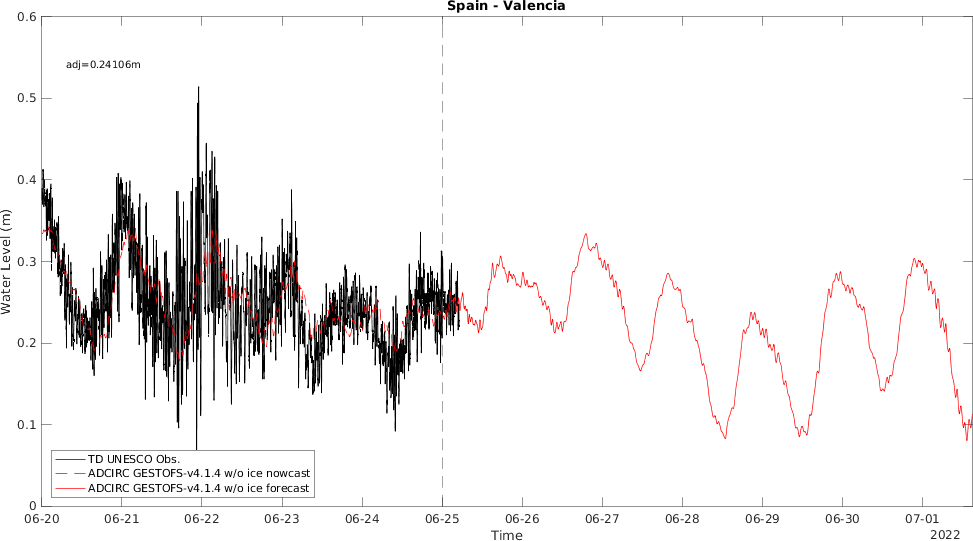 Spain - Valencia
0.6
adj=0.24106m
0.5
0.4
0.3
0.2
0.1
0
Water Level (m)
TD UNESCO Obs.
ADCIRC GESTOFS-v4.1.4 w/o ice nowcast
ADCIRC GESTOFS-v4.1.4 w/o ice forecast
06-20 06-21 06-22 06-23 06-24 06-25 06-26 06-27 06-28 06-29 06-30 07-01
Time
2022